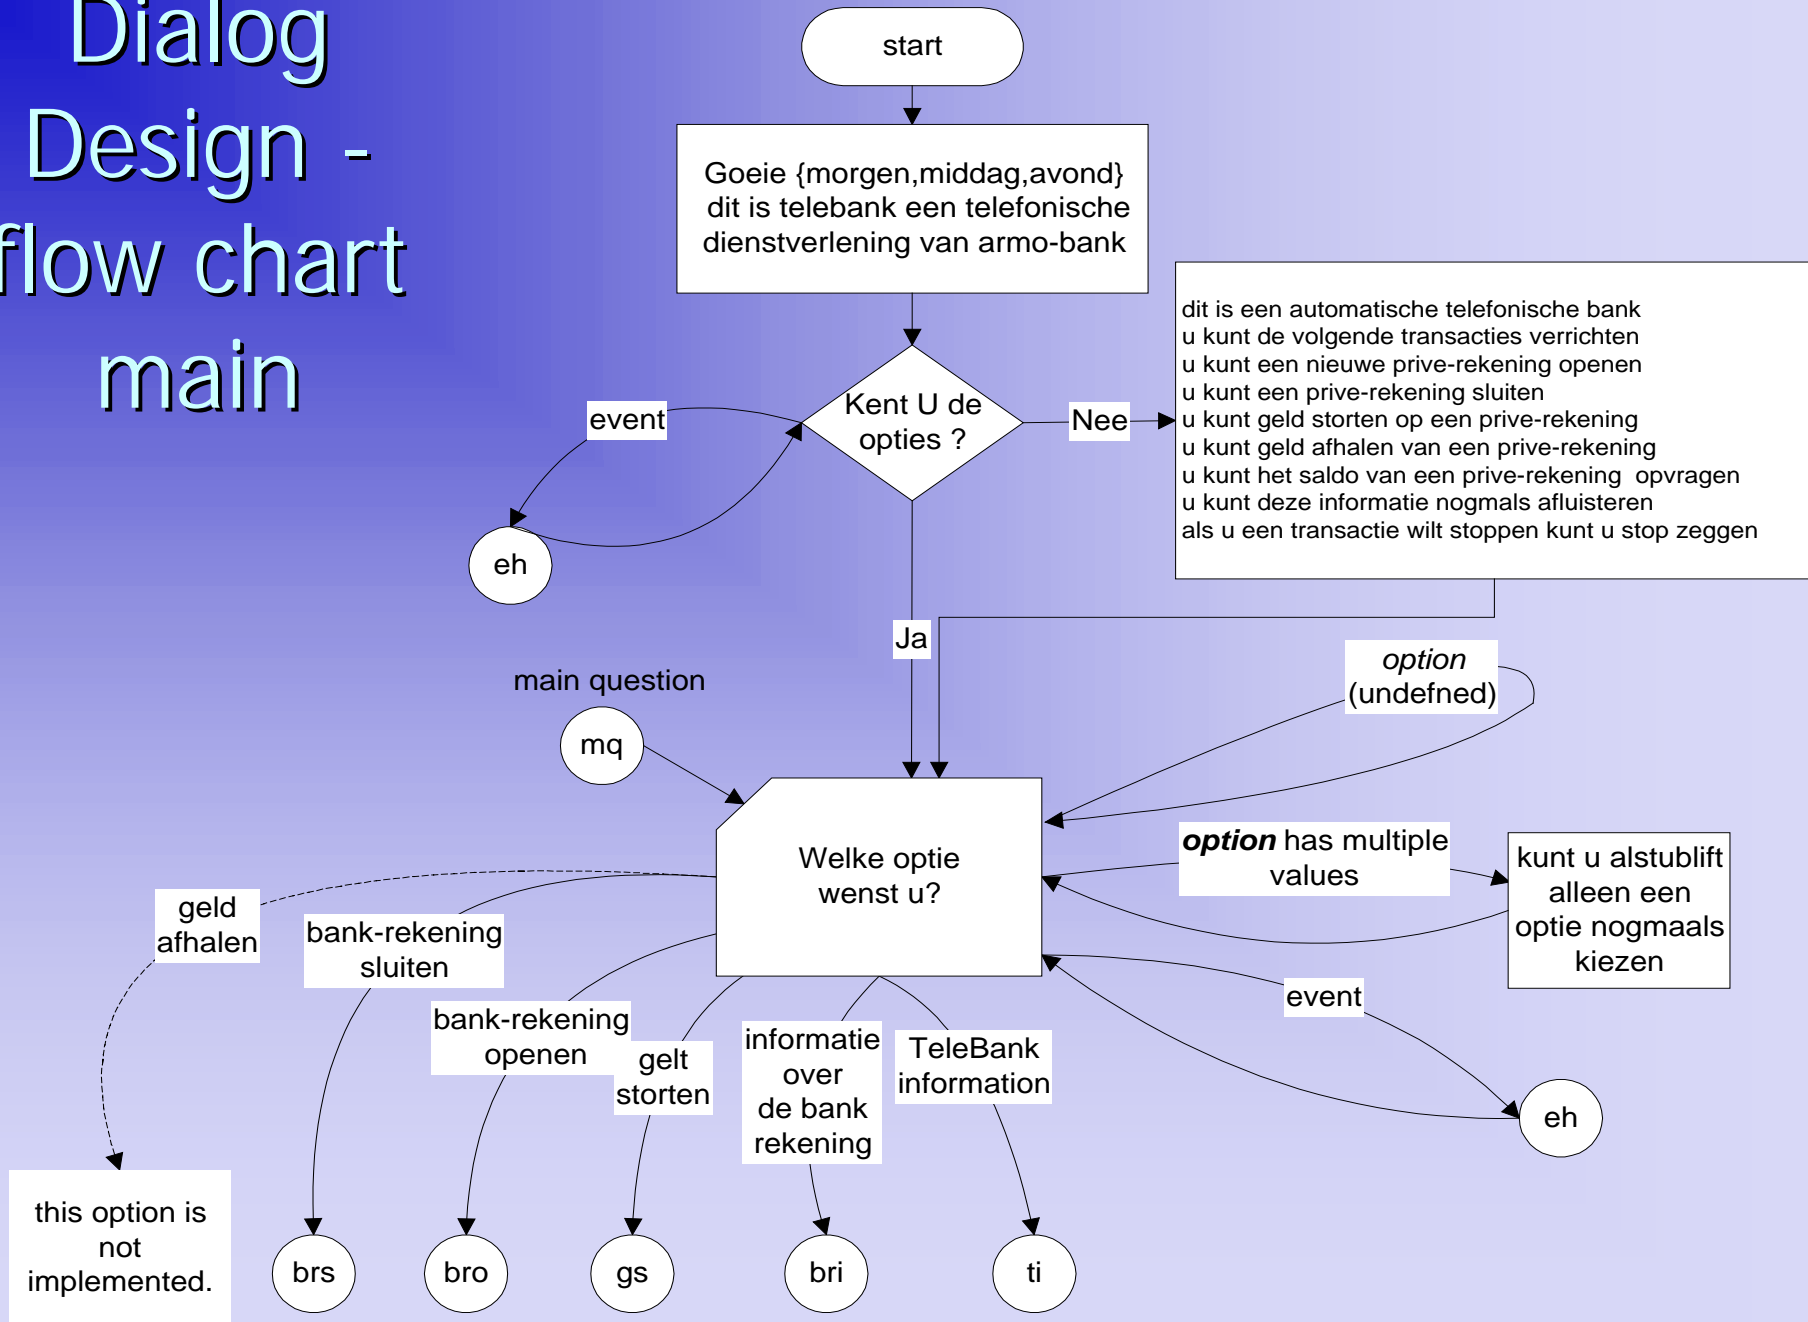 Dialog
Design -
flow chart
main
start
Goeie {morgen,middag,avond}
dit is telebank een telefonische
dienstverlening van armo-bank
dit is een automatische telefonische bank
u kunt de volgende transacties verrichten
u kunt een nieuwe prive-rekening openen
u kunt een prive-rekening sluiten
u kunt geld storten op een prive-rekening
u kunt geld afhalen van een prive-rekening
u kunt het saldo van een prive-rekening  opvragen
u kunt deze informatie nogmals afluisteren
als u een transactie wilt stoppen kunt u stop zeggen
Kent U de
opties ?
Nee
event
eh
Ja
main question
mq
option
(undefned)
Welke optie
wenst u?
option has multiple
values
kunt u alstublift
alleen een
optie nogmaals
kiezen
event
eh
geld
afhalen
bank-rekening
sluiten
bank-rekening
openen
gelt
storten
informatie
over
de bank
rekening
TeleBank
information
this option is
not
implemented.
brs
bro
gs
bri
ti